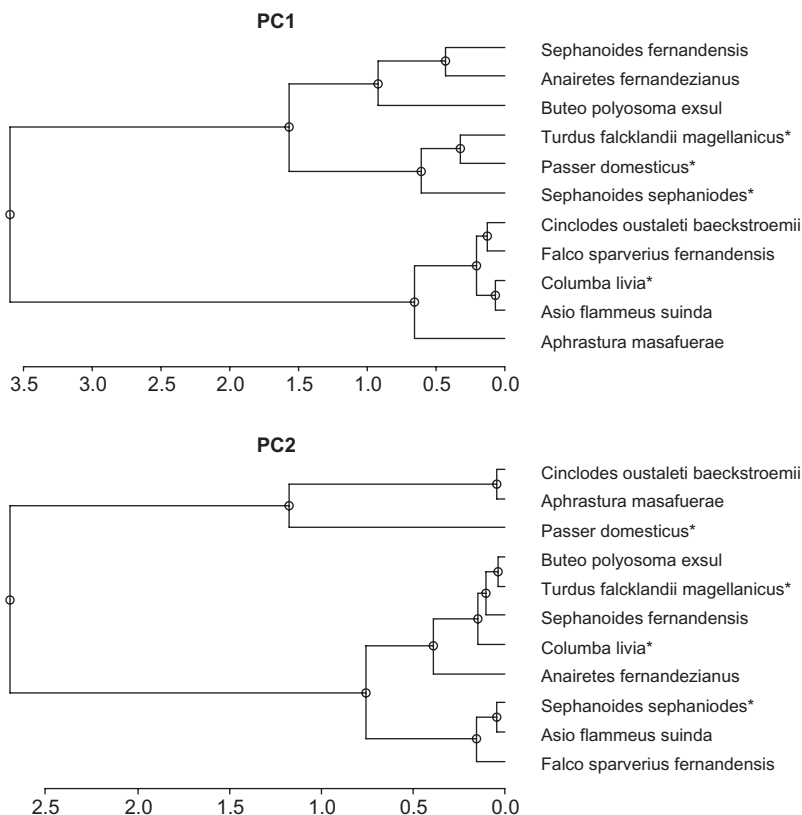 PC1
Sephanoides fernandensis
Anairetes fernandezianus
Buteo polyosoma exsul
Turdus falcklandii magellanicus*
Passer domesticus*
Sephanoides sephaniodes*
Cinclodes oustaleti baeckstroemii
Falco sparverius fernandensis
Columba livia*
Asio flammeus suinda
Aphrastura masafuerae
3.5 3.0 2.5 2.0 1.5 1.0 0.5 0.0
PC2
Cinclodes oustaleti baeckstroemii
Aphrastura masafuerae
Passer domesticus*
Buteo polyosoma exsul
Turdus falcklandii magellanicus*
Sephanoides fernandensis
Columba livia*
Anairetes fernandezianus
Sephanoides sephaniodes*
Asio flammeus suinda
Falco sparverius fernandensis
2.5 2.0 1.5 1.0 0.5 0.0